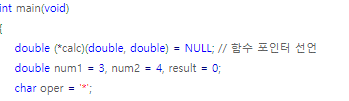 int main(void)
{
double (*calc)(double, double) = NULL; // 함수 포인터 선언
double num1 = 3, num2 = 4, result = 0;
char oper = '*';